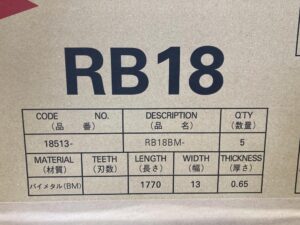 RB18
CODE NO. DESCRIPTION Q'TY
(品 番) (品 名) (数量)
18513- RB18BM- 5
MATERIAL TEETH LENGTH WIDTH THICKNESS
(材質) (刃数) (長さ) (幅) (厚さ)
バイメタル(BM) 1770 13 0.65